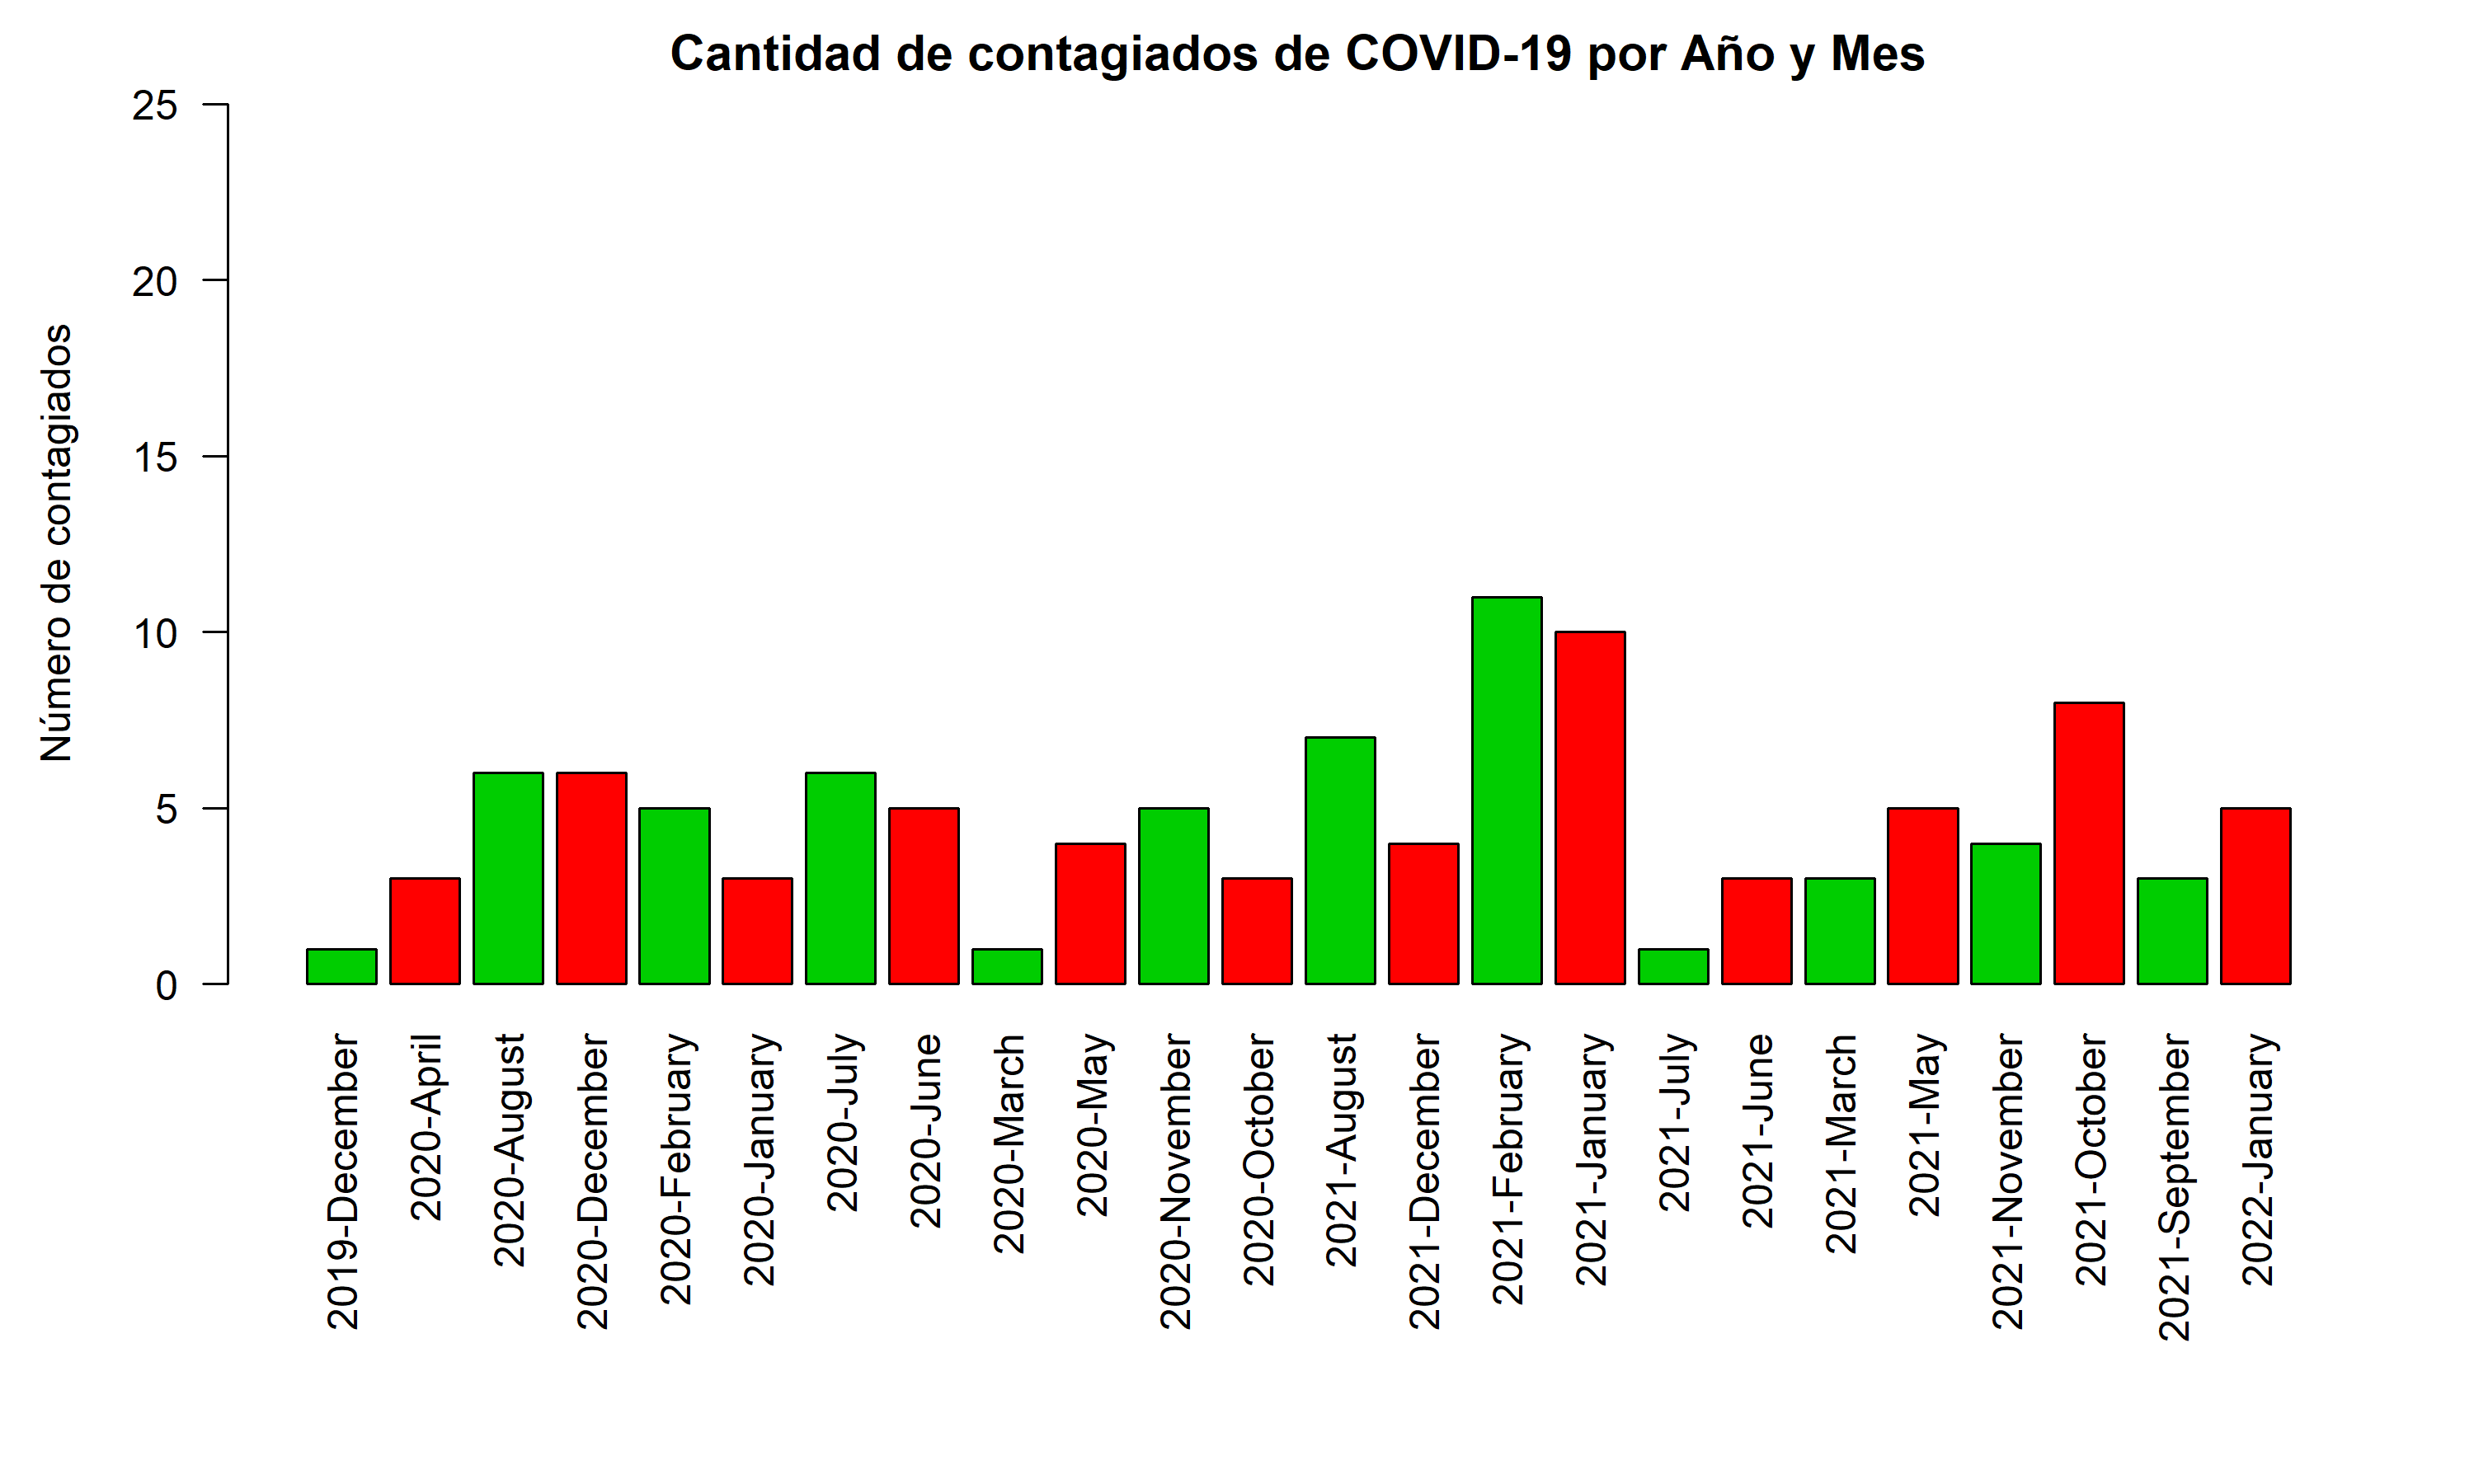 Cantidad de contagiados de COVID-19 por Año y Mes
Número de contagiados
25
20
15
10
5
0
2019-December
2020-April
2020-August
2020-December
2020-February
2020-January
2020-July
2020-June
2020-March
2020-May
2020-November
2020-October
2021-August
2021-December
2021-February
2021-January
2021-July
2021-June
2021-March
2021-May
2021-November
2021-October
2021-September
2022-January